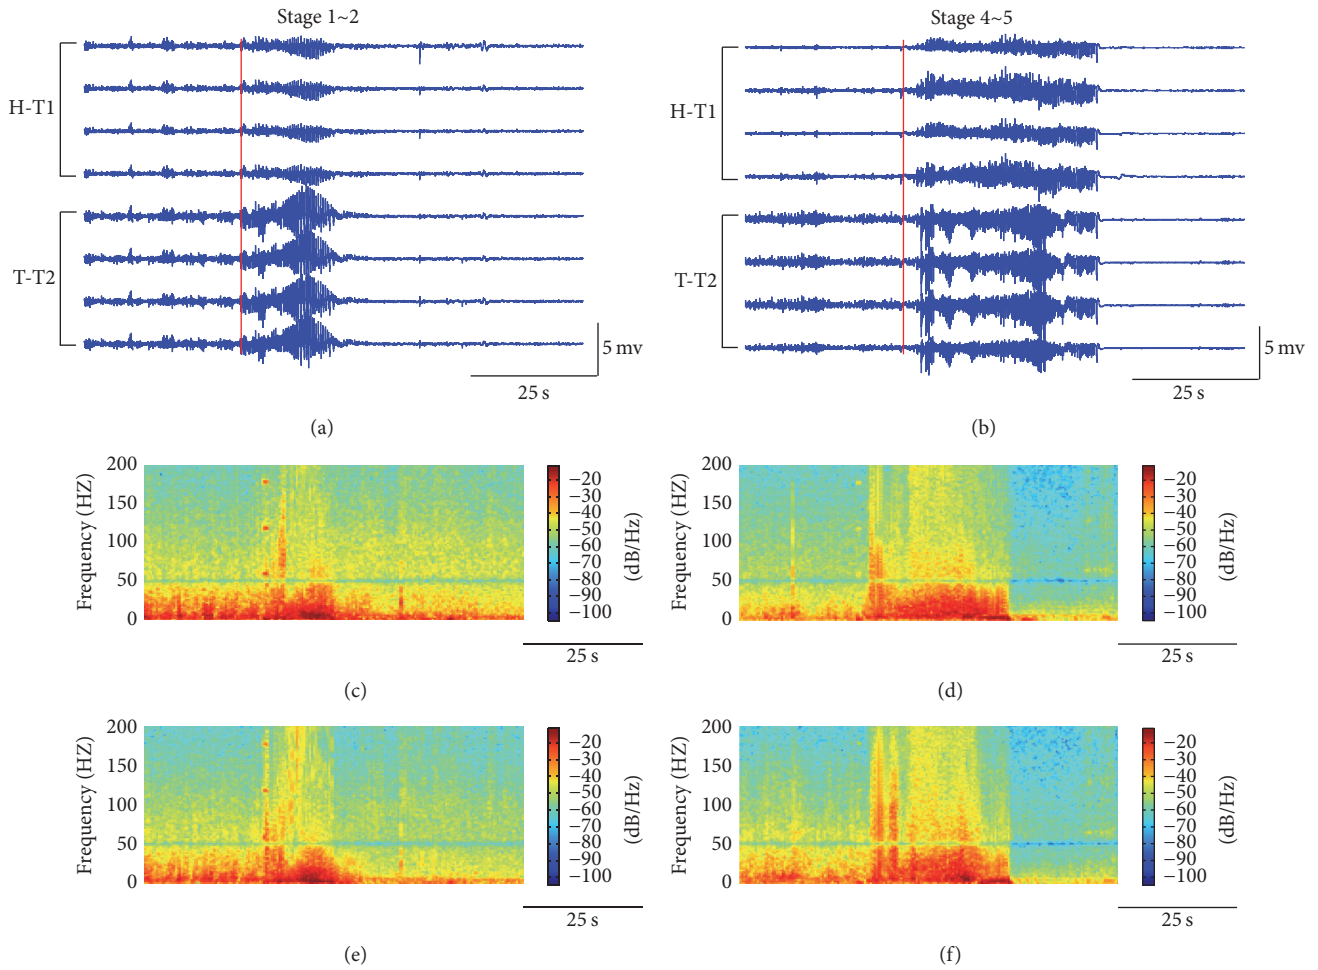 Stage 1~2
H-T1
T-T2
5 mv
25 s
(a)
Stage 4~5
H-T1
T-T2
5 mv
25 s
(b)
Frequency (HZ)
200
150
100
50
0
−20
−30
−40
−50
−60
−70
−80
−90
−100
(dB/Hz)
25 s
(c)
Frequency (HZ)
200
150
100
50
0
−20
−30
−40
−50
−60
−70
−80
−90
−100
(dB/Hz)
25 s
(d)
Frequency (HZ)
200
150
100
50
0
−20
−30
−40
−50
−60
−70
−80
−90
−100
(dB/Hz)
25 s
(e)
Frequency (HZ)
200
150
100
50
0
−20
−30
−40
−50
−60
−70
−80
−90
−100
(dB/Hz)
25 s
(f)